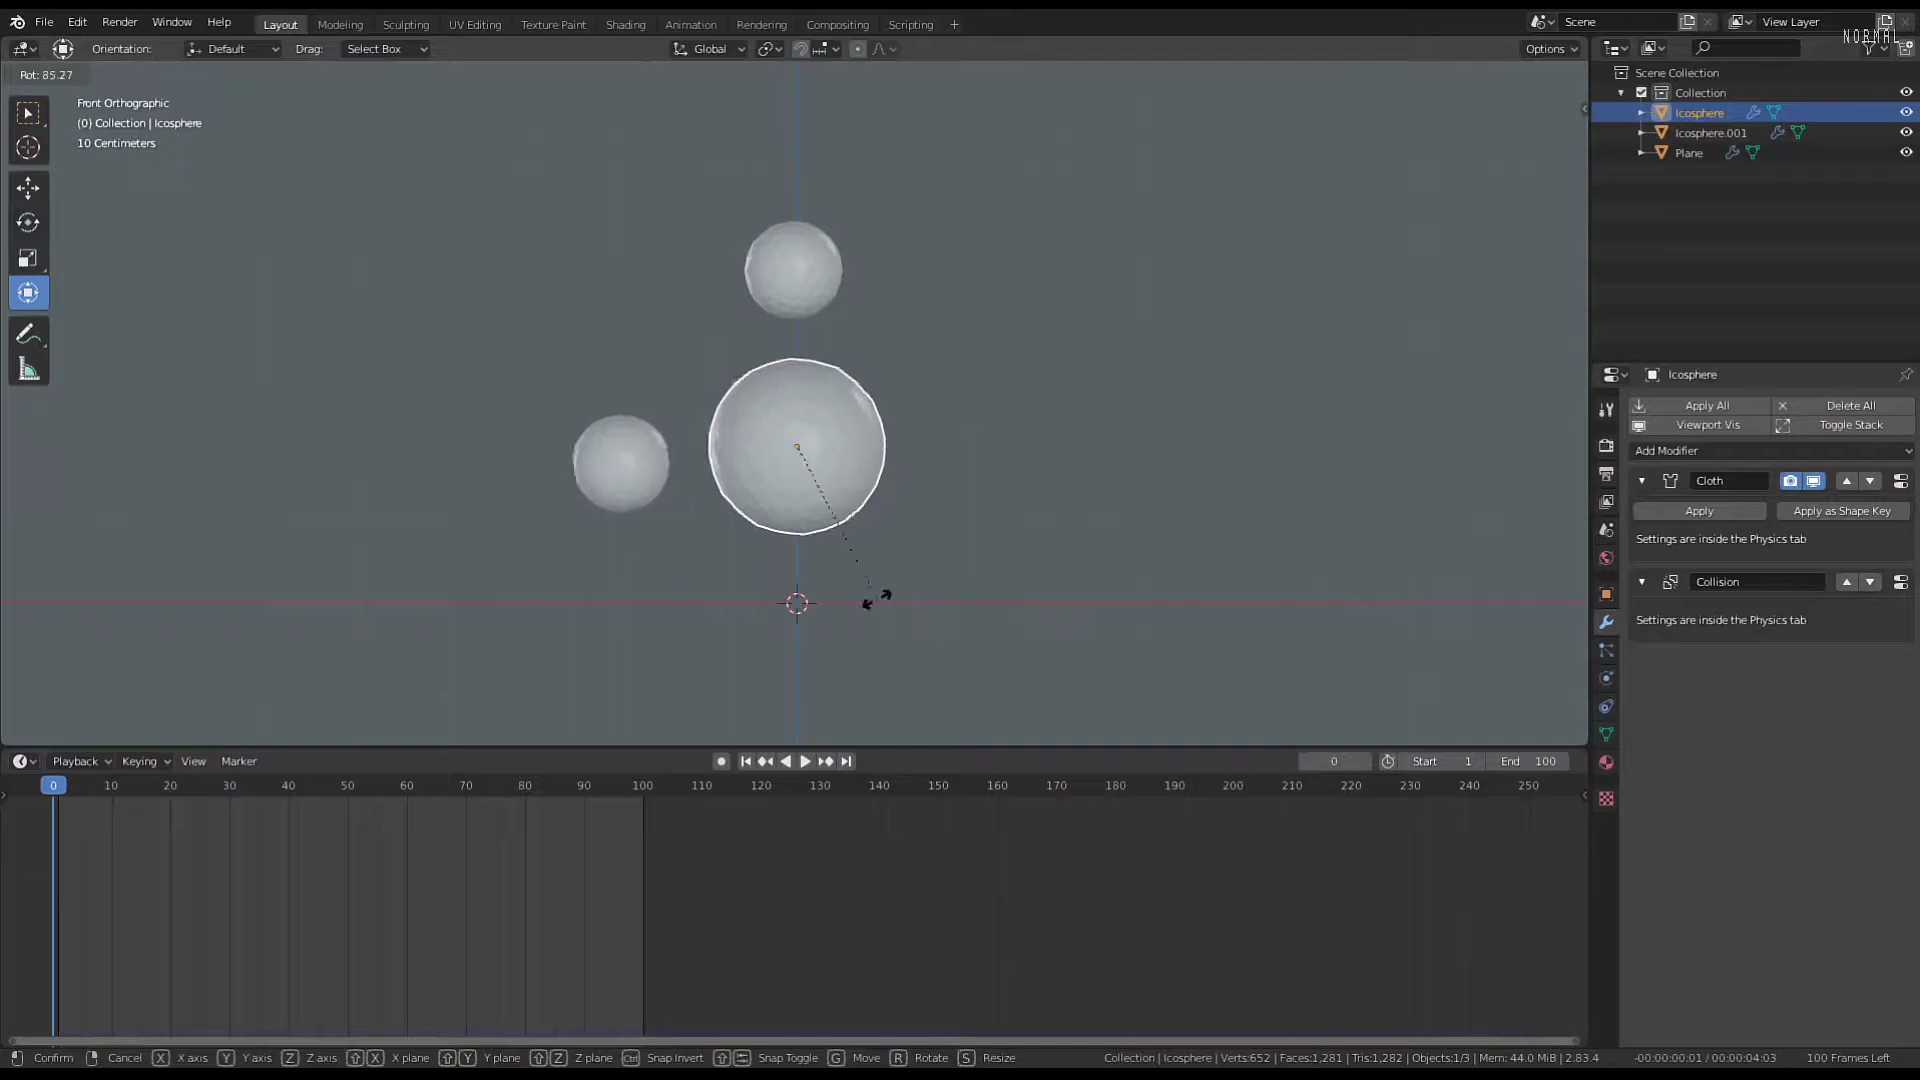 File Edit Render Window Help Layout Modeling Sculpting UV Editing Texture Paint Shading Animation Rendering Compositing Scripting + Scene View Layer
NORMAL
Orientation: Default Drag: Select Box Global Options
Rot: 85.27
Front Orthographic
(0) Collection | Icosphere
10 Centimeters
Scene Collection
Collection
Icosphere
Icosphere.001
Plane
Icosphere
Apply All Delete All
Viewport Vis Toggle Stack
Add Modifier
Cloth
Apply Apply as Shape Key
Settings are inside the Physics tab
Collision
Settings are inside the Physics tab
Playback Keying View Marker 0 Start 1 End 100
0 10 20 30 40 50 60 70 80 90 100 110 120 130 140 150 160 170 180 190 200 210 220 230 240 250
Confirm Cancel X X axis Y Y axis Z Z axis X X plane Y Y plane Z Z plane Ctrl Snap Invert Snap Toggle G Move R Rotate S Resize Collection | Icosphere | Verts:652 | Faces:1,281 | Tris:1,282 | Objects:1/3 | Mem: 44.0 MiB | 2.83.4 -00:00:00:01 / 00:00:04:03 100 Frames Left